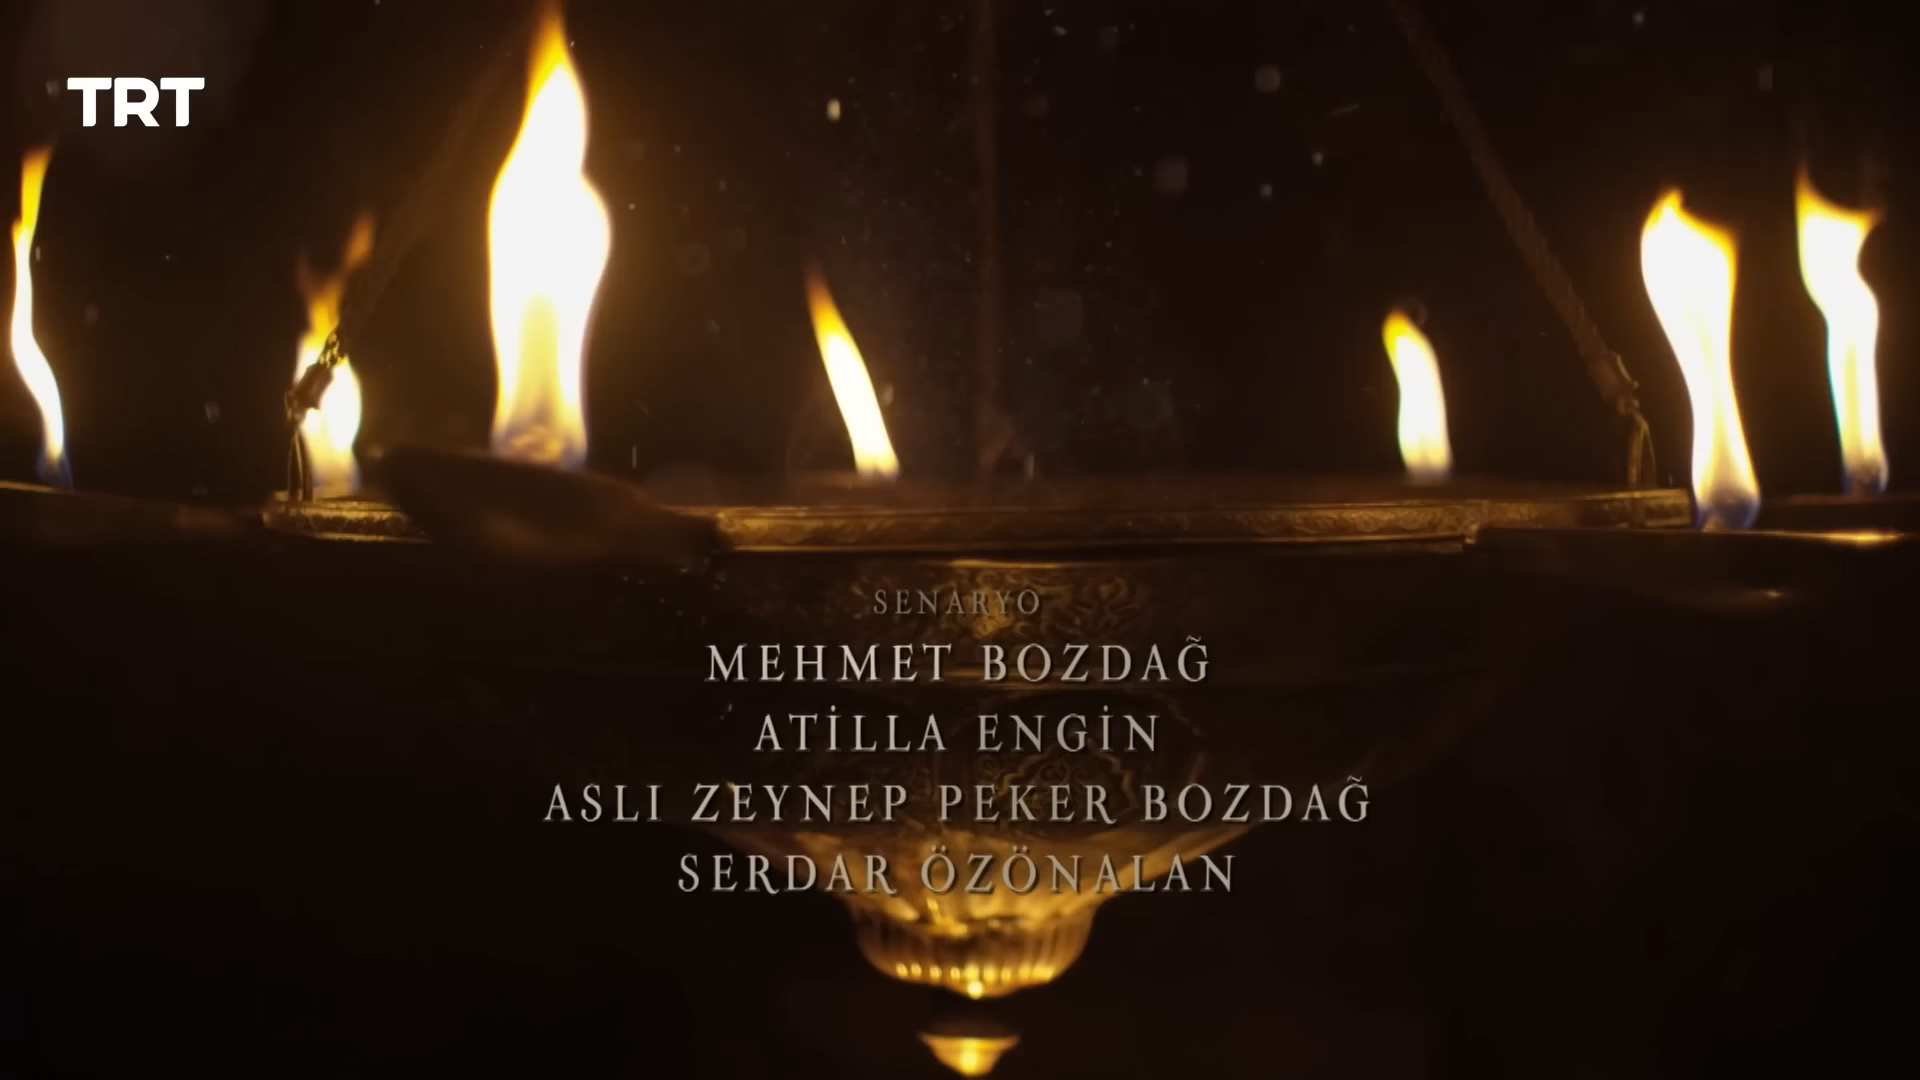 TRT
SENARYO
MEHMET BOZDAĞ
ATİLLA ENGİN
ASLI ZEYNEP PEKER BOZDAĞ
SERDAR ÖZÖNALAN